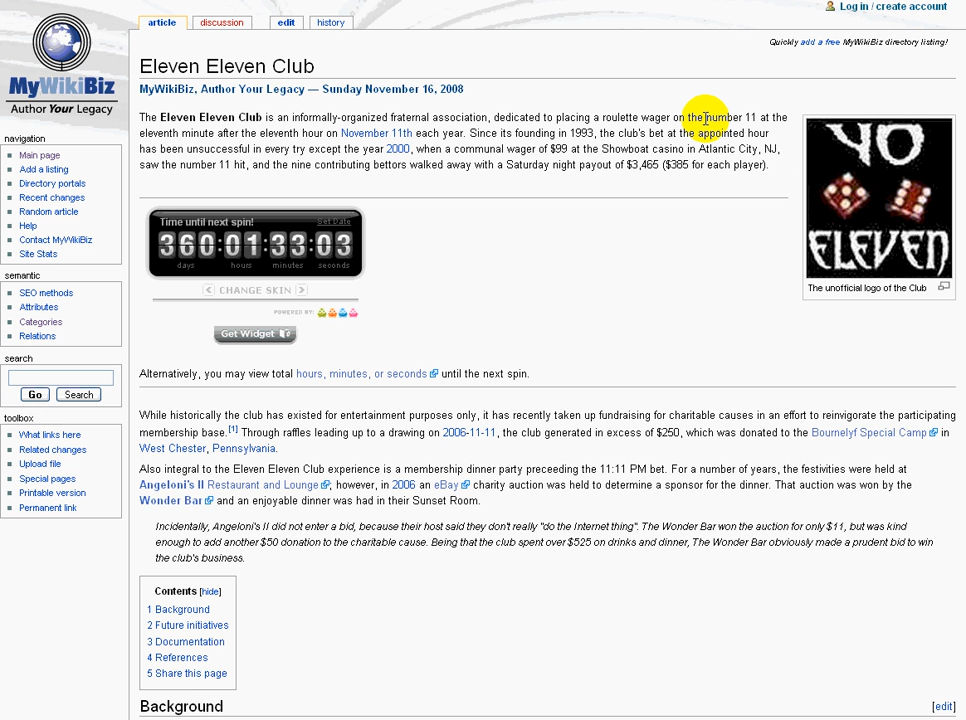 Log in / create account
article discussion edit history
Quickly add a free MyWikiBiz directory listing!
MyWikiBiz
Author Your Legacy
Eleven Eleven Club
MyWikiBiz, Author Your Legacy — Sunday November 16, 2008
The Eleven Eleven Club is an informally-organized fraternal association, dedicated to placing a roulette wager on the number 11 at the
eleventh minute after the eleventh hour on November 11th each year. Since its founding in 1993, the club's bet at the appointed hour
has been unsuccessful in every try except the year 2000, when a communal wager of $99 at the Showboat casino in Atlantic City, NJ,
saw the number 11 hit, and the nine contributing bettors walked away with a Saturday night payout of $3,465 ($385 for each player).
YO
ELEVEN
The unofficial logo of the Club
navigation
Main page
Add a listing
Directory portals
Recent changes
Random article
Help
Contact MyWikiBiz
Site Stats
semantic
SEO methods
Attributes
Categories
Relations
search
Go Search
toolbox
What links here
Related changes
Upload file
Special pages
Printable version
Permanent link
Time until next spin! Set Date
360:01:33:03
days hours minutes seconds
CHANGE SKIN
POWERED BY:
Get Widget
Alternatively, you may view total hours, minutes, or seconds until the next spin.
While historically the club has existed for entertainment purposes only, it has recently taken up fundraising for charitable causes in an effort to reinvigorate the participating
membership base.[1] Through raffles leading up to a drawing on 2006-11-11, the club generated in excess of $250, which was donated to the Bournelyf Special Camp in
West Chester, Pennsylvania.
Also integral to the Eleven Eleven Club experience is a membership dinner party preceeding the 11:11 PM bet. For a number of years, the festivities were held at
Angeloni's II Restaurant and Lounge; however, in 2006 an eBay charity auction was held to determine a sponsor for the dinner. That auction was won by the
Wonder Bar and an enjoyable dinner was had in their Sunset Room.
Incidentally, Angeloni's II did not enter a bid, because their host said they don't really "do the Internet thing". The Wonder Bar won the auction for only $11, but was kind
enough to add another $50 donation to the charitable cause. Being that the club spent over $525 on drinks and dinner, The Wonder Bar obviously made a prudent bid to win
the club's business.
Contents [hide]
1 Background
2 Future initiatives
3 Documentation
4 References
5 Share this page
Background [edit]